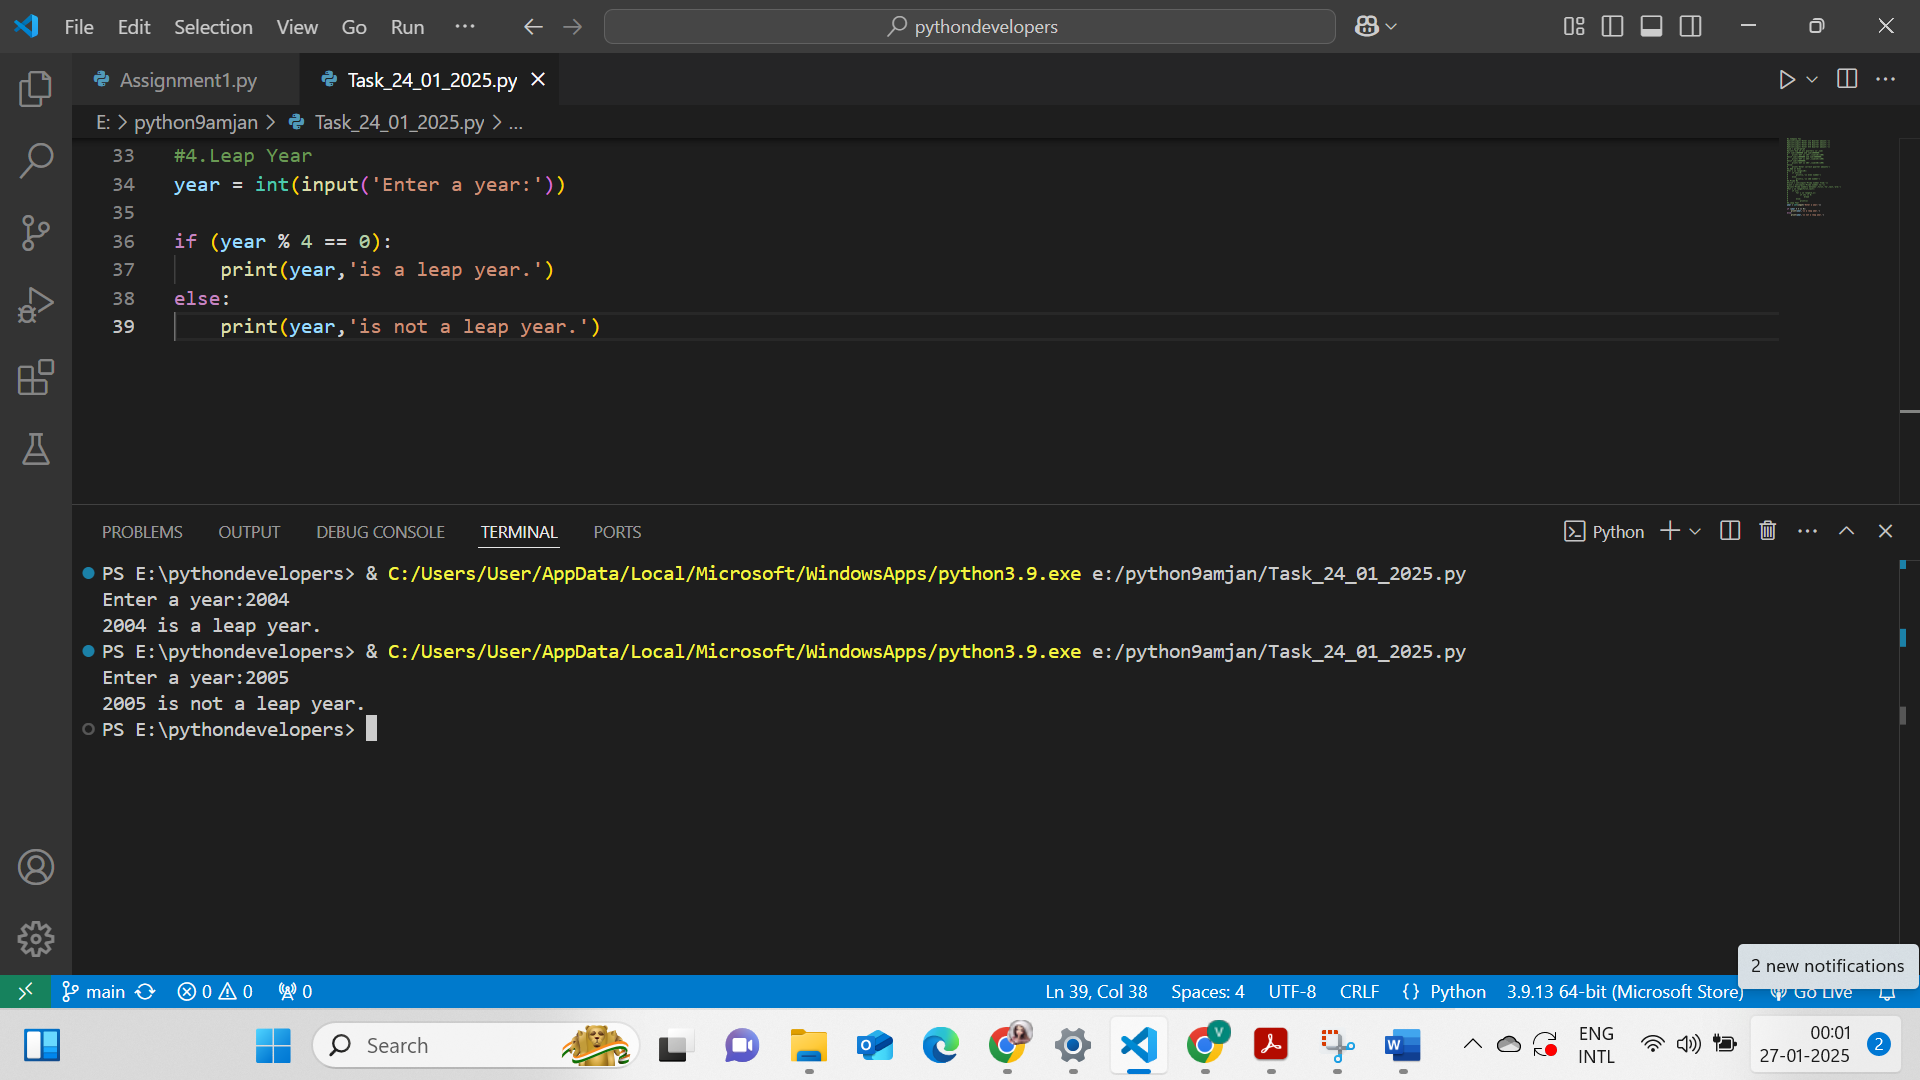 File Edit Selection View Go Run ···
pythondevelopers
Assignment1.py
Task_24_01_2025.py
E: > python9amjan > Task_24_01_2025.py > ...
33 #4.Leap Year
34 year = int(input('Enter a year:'))
35
36 if (year % 4 == 0):
37     print(year,'is a leap year.')
38 else:
39     print(year,'is not a leap year.')
PROBLEMS OUTPUT DEBUG CONSOLE TERMINAL PORTS
Python
PS E:\pythondevelopers> & C:/Users/User/AppData/Local/Microsoft/WindowsApps/python3.9.exe e:/python9amjan/Task_24_01_2025.py
Enter a year:2004
2004 is a leap year.
PS E:\pythondevelopers> & C:/Users/User/AppData/Local/Microsoft/WindowsApps/python3.9.exe e:/python9amjan/Task_24_01_2025.py
Enter a year:2005
2005 is not a leap year.
PS E:\pythondevelopers>
2 new notifications
main 0 0 0
Ln 39, Col 38 Spaces: 4 UTF-8 CRLF {} Python 3.9.13 64-bit (Microsoft Store) Go Live
Search
V
ENG
INTL
00:01
27-01-2025
2